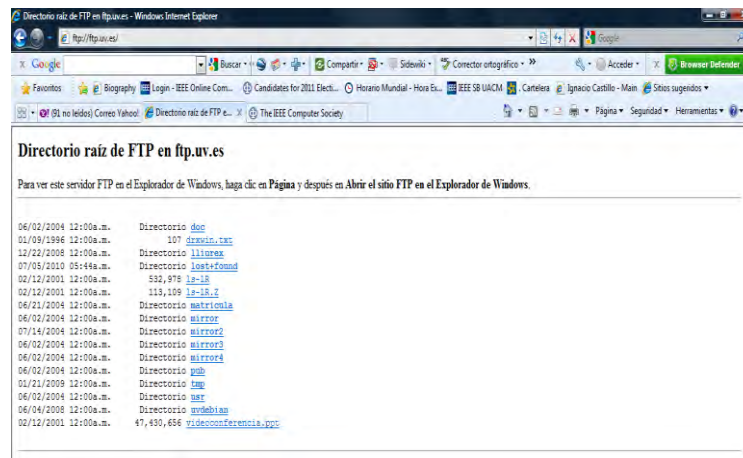 Directorio raíz de FTP en ftp.uv.es - Windows Internet Explorer
ftp://ftp.uv.es/
Google
x Google Buscar Compartir Sidewiki Corrector ortográfico » Acceder x Browser Defender
Favoritos Biography Login - IEEE Online Com... Candidates for 2011 Electi... Horario Mundial - Hora Ex... IEEE SB UACM Cartelera Ignacio Castillo - Main Sitios sugeridos
(91 no leídos) Correo Yahoo! Directorio raíz de FTP e... X The IEEE Computer Society Página Seguridad Herramientas
Directorio raíz de FTP en ftp.uv.es
Para ver este servidor FTP en el Explorador de Windows, haga clic en Página y después en Abrir el sitio FTP en el Explorador de Windows.
06/02/2004 12:00a.m. Directorio doc
01/09/1996 12:00a.m. 107 drxwin.txt
12/22/2008 12:00a.m. Directorio lliurex
07/05/2010 05:44a.m. Directorio lost+found
02/12/2001 12:00a.m. 532,978 ls-lR
02/12/2001 12:00a.m. 113,109 ls-lR.Z
06/21/2004 12:00a.m. Directorio matricula
06/02/2004 12:00a.m. Directorio mirror
07/14/2004 12:00a.m. Directorio mirror2
06/02/2004 12:00a.m. Directorio mirror3
06/02/2004 12:00a.m. Directorio mirror4
06/02/2004 12:00a.m. Directorio pub
01/21/2009 12:00a.m. Directorio tmp
06/02/2004 12:00a.m. Directorio usr
06/04/2008 12:00a.m. Directorio uvdebian
02/12/2001 12:00a.m. 47,430,656 videoconferencia.ppt